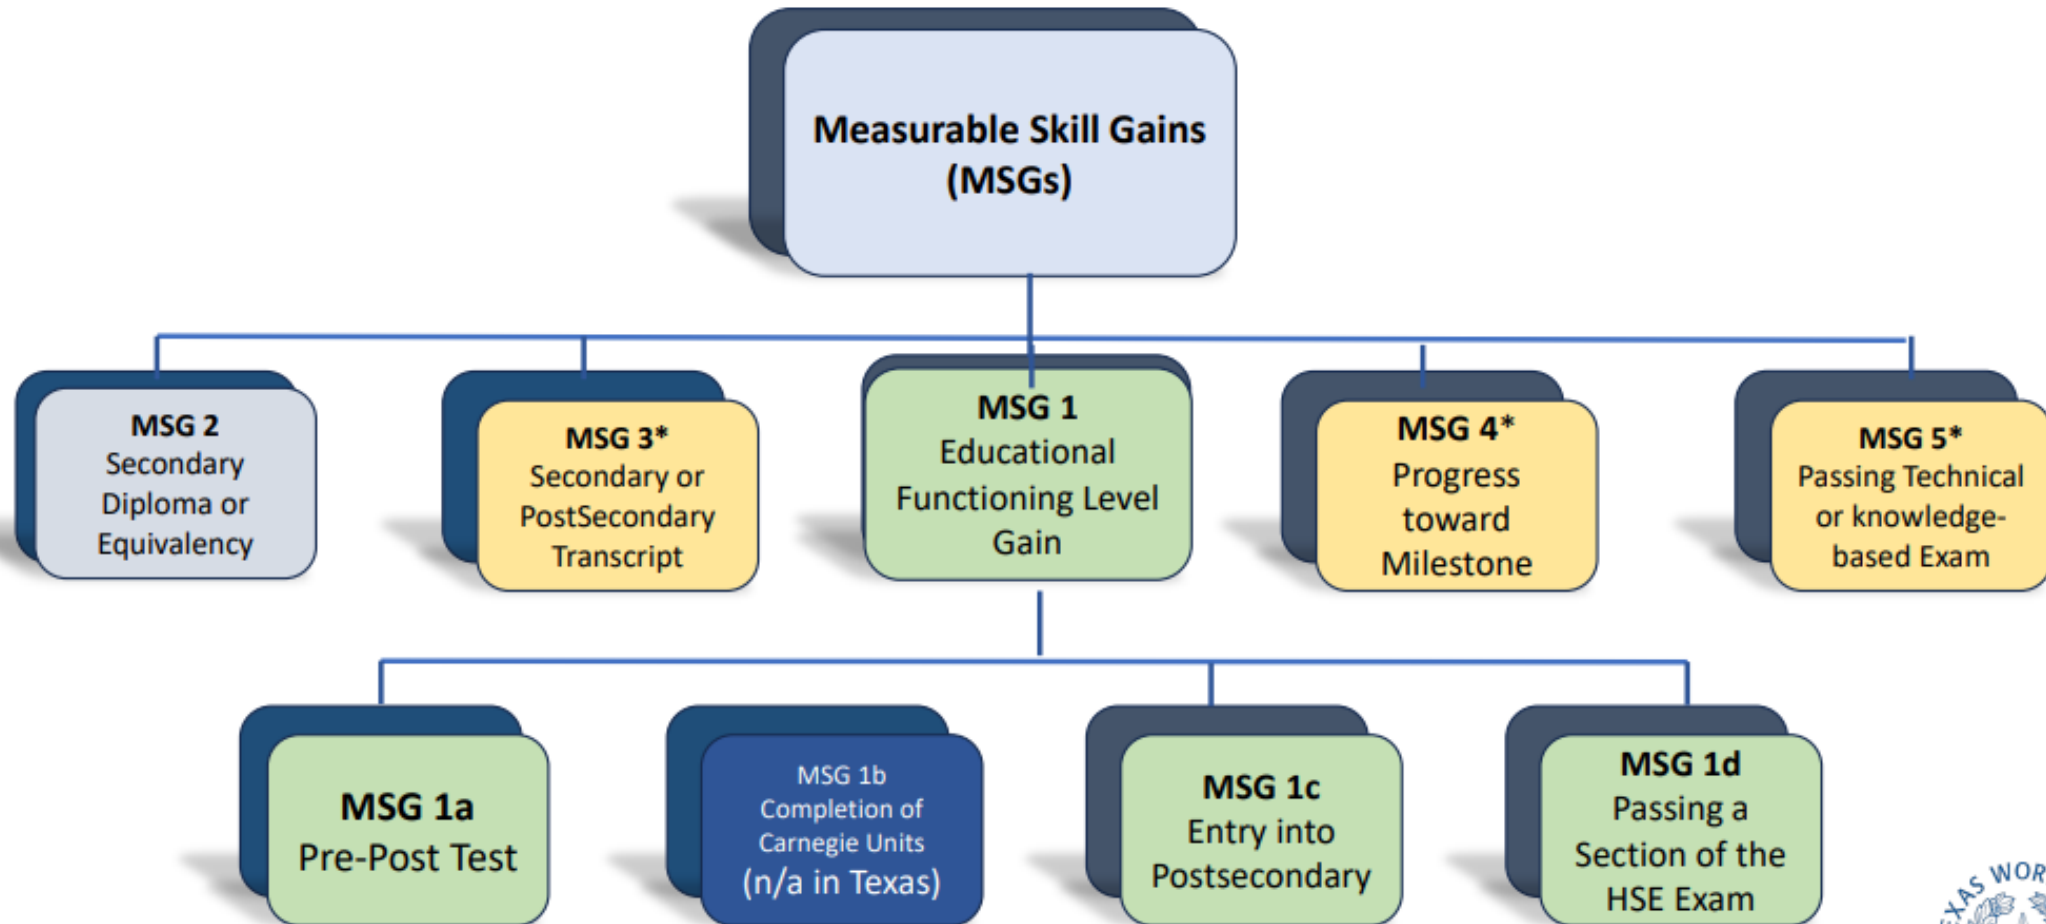 Measurable Skill Gains
(MSGs)
MSG 2
Secondary
Diploma or
Equivalency
MSG 3*
Secondary or
PostSecondary
Transcript
MSG 1
Educational
Functioning Level
Gain
MSG 4*
Progress
toward
Milestone
MSG 5*
Passing Technical
or knowledge-
based Exam
MSG 1a
Pre-Post Test
MSG 1b
Completion of
Carnegie Units
(n/a in Texas)
MSG 1c
Entry into
Postsecondary
MSG 1d
Passing a
Section of the
HSE Exam